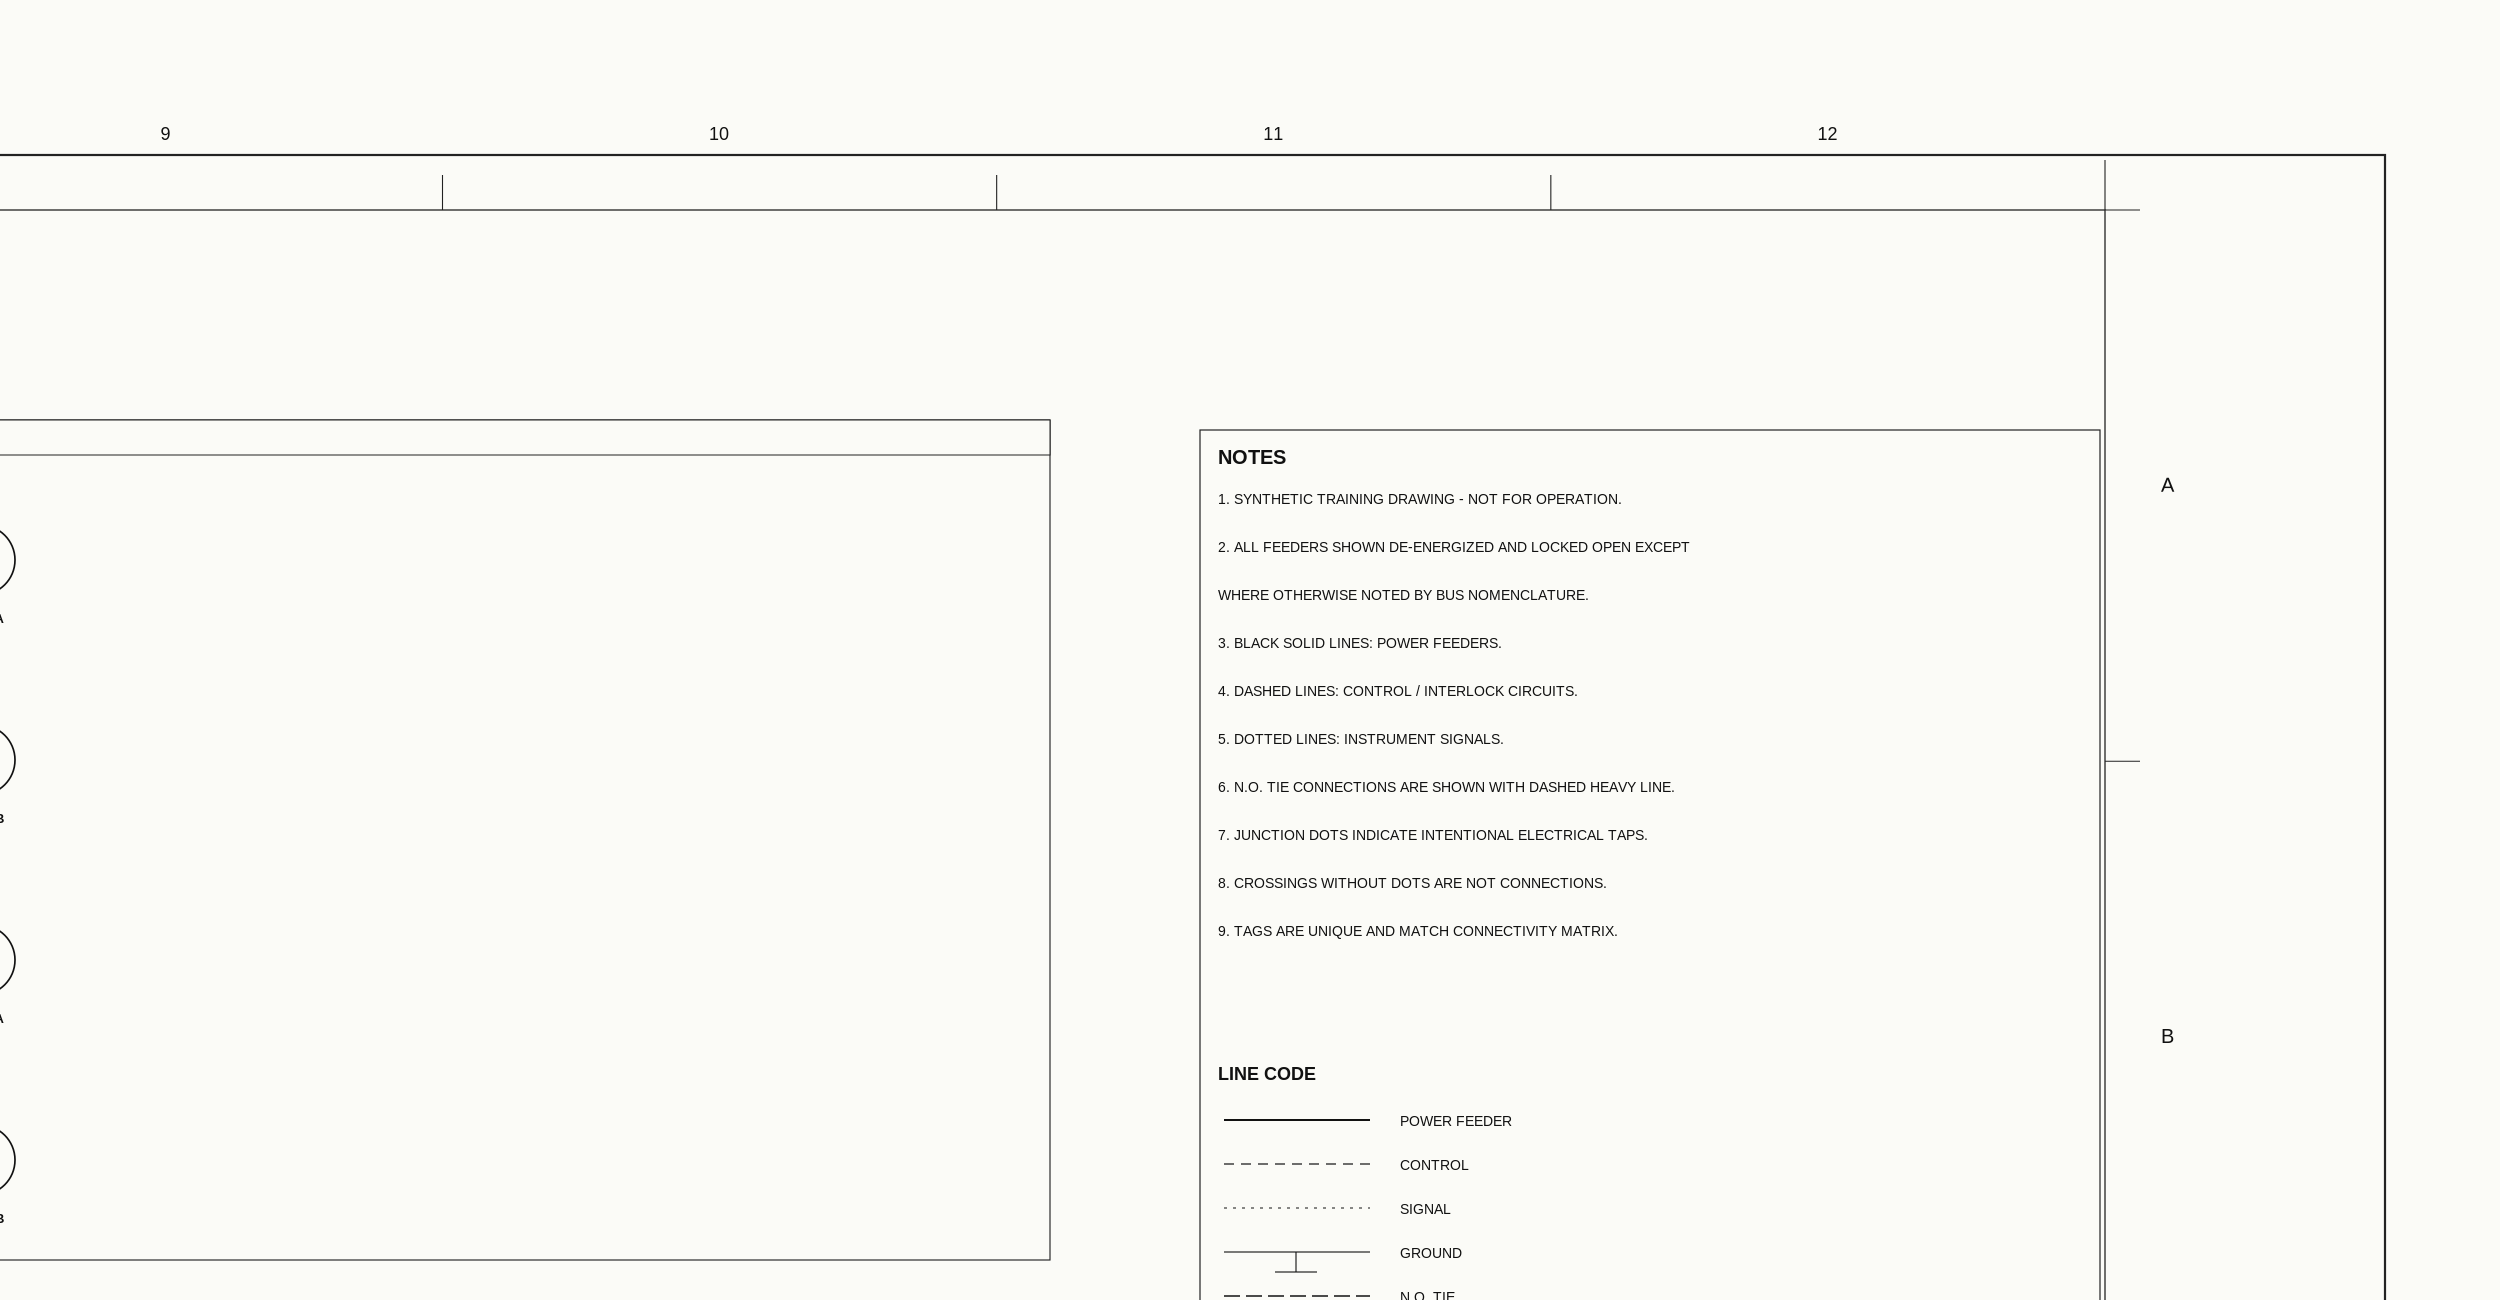 9 10 11 12
A
B
A
B
NOTES
1. SYNTHETIC TRAINING DRAWING - NOT FOR OPERATION.
2. ALL FEEDERS SHOWN DE-ENERGIZED AND LOCKED OPEN EXCEPT
WHERE OTHERWISE NOTED BY BUS NOMENCLATURE.
3. BLACK SOLID LINES: POWER FEEDERS.
4. DASHED LINES: CONTROL / INTERLOCK CIRCUITS.
5. DOTTED LINES: INSTRUMENT SIGNALS.
6. N.O. TIE CONNECTIONS ARE SHOWN WITH DASHED HEAVY LINE.
7. JUNCTION DOTS INDICATE INTENTIONAL ELECTRICAL TAPS.
8. CROSSINGS WITHOUT DOTS ARE NOT CONNECTIONS.
9. TAGS ARE UNIQUE AND MATCH CONNECTIVITY MATRIX.
LINE CODE
POWER FEEDER
CONTROL
SIGNAL
GROUND
N.O. TIE
A
B